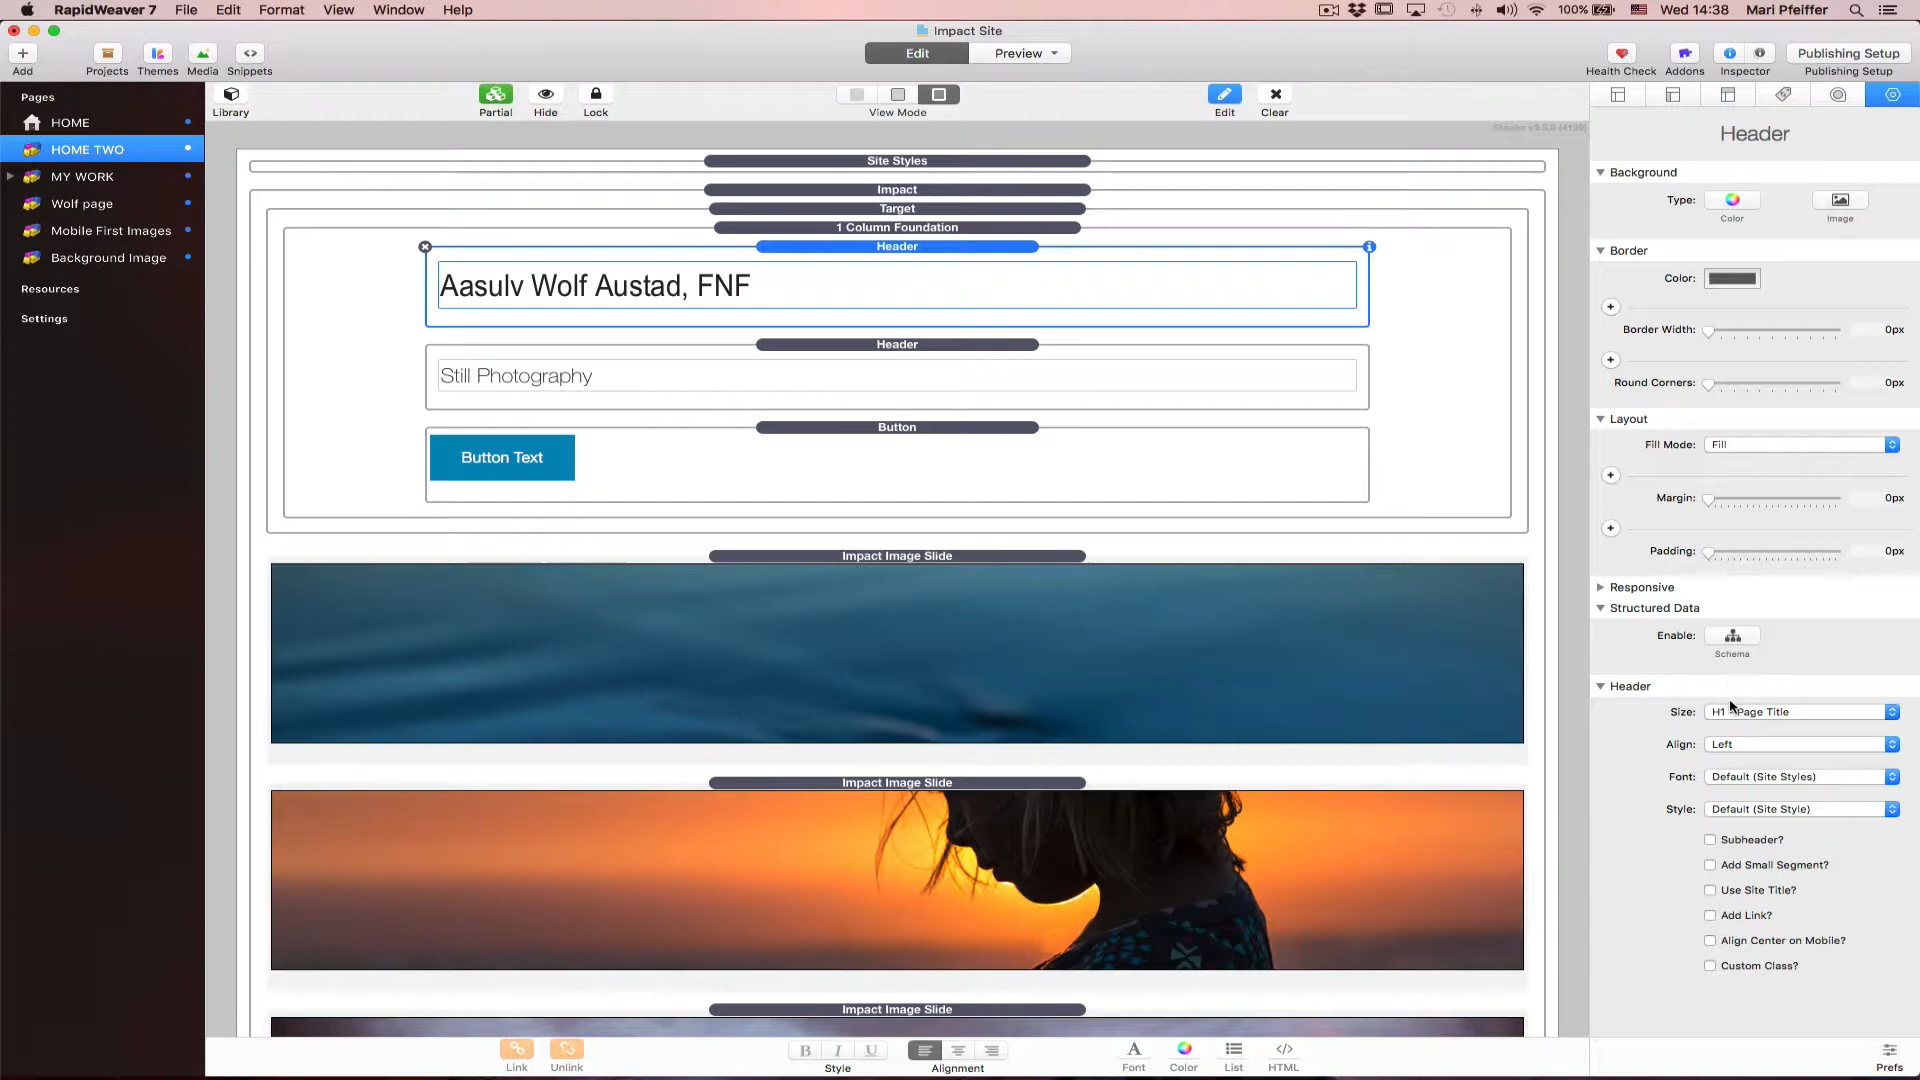 RapidWeaver 7 File Edit Format View Window Help
100% Wed 14:38 Mari Pfeiffer
Impact Site
Add Projects Themes Media Snippets
Edit Preview
Health Check Addons Inspector
Publishing Setup
Publishing Setup
Pages
HOME
HOME TWO
MY WORK
Wolf page
Mobile First Images
Background Image
Resources
Settings
Library
Partial Hide Lock
View Mode
Edit Clear
Stacks v3.5.0 (4130)
Site Styles
Impact
Target
1 Column Foundation
Header
Aasulv Wolf Austad, FNF
Header
Still Photography
Button
Button Text
Impact Image Slide
Impact Image Slide
Impact Image Slide
Link Unlink
B I U
Style
Alignment
Font Color List HTML
Header
Background
Type:
Color Image
Border
Color:
Border Width: 0px
Round Corners: 0px
Layout
Fill Mode: Fill
Margin: 0px
Padding: 0px
Responsive
Structured Data
Enable:
Schema
Header
Size: H1 - Page Title
Align: Left
Font: Default (Site Styles)
Style: Default (Site Style)
Subheader?
Add Small Segment?
Use Site Title?
Add Link?
Align Center on Mobile?
Custom Class?
Prefs